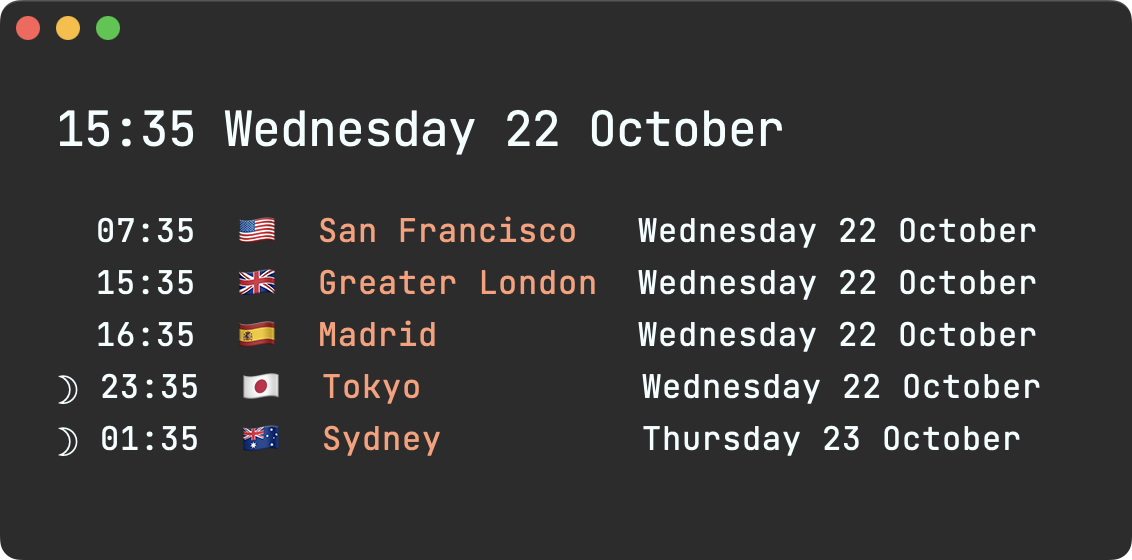 15:35 Wednesday 22 October
07:35 🇺🇸 San Francisco Wednesday 22 October
15:35 🇬🇧 Greater London Wednesday 22 October
16:35 🇪🇸 Madrid Wednesday 22 October
☽ 23:35 🇯🇵 Tokyo Wednesday 22 October
☽ 01:35 🇦🇺 Sydney Thursday 23 October